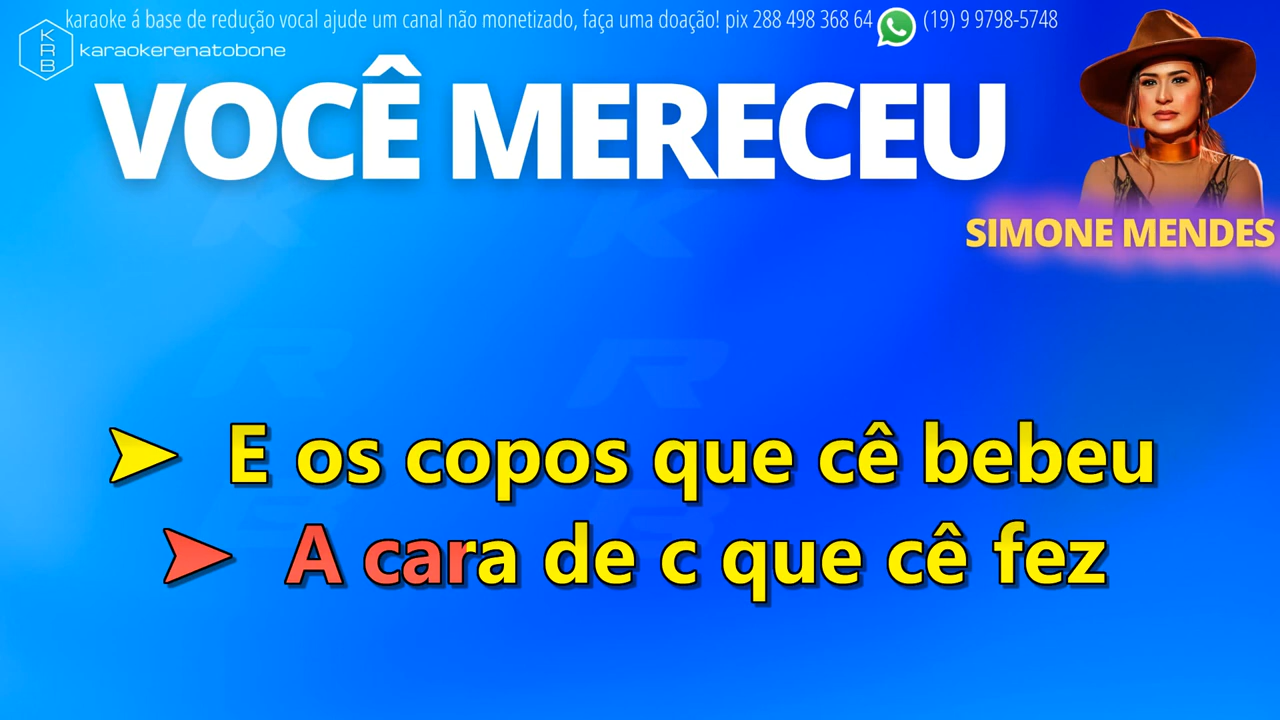 karaoke á base de redução vocal ajude um canal não monetizado, faça uma doação! pix 288 498 368 64 (19) 9 9798-5748
KRB karaokerenatobone
VOCÊ MERECEU
SIMONE MENDES
E os copos que cê bebeu
A cara de c que cê fez